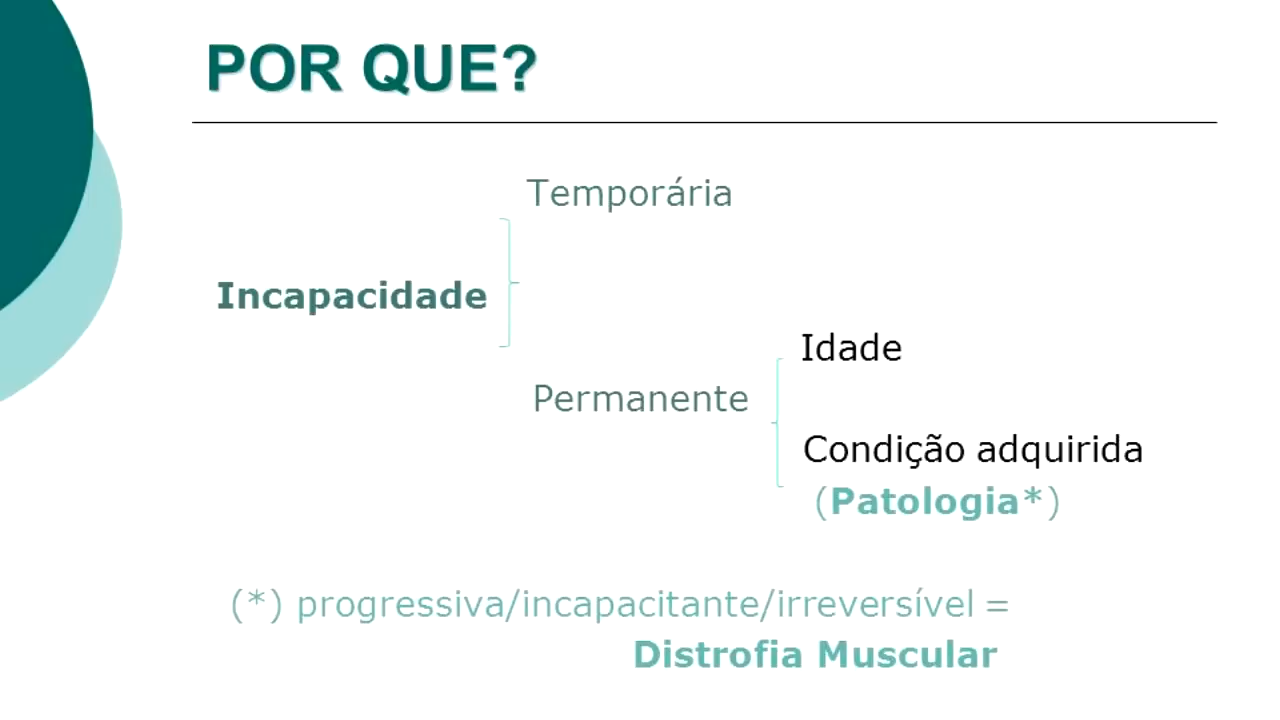 POR QUE?
Temporária
Incapacidade
Idade
Permanente
Condição adquirida
(Patologia*)
(*) progressiva/incapacitante/irreversível =
Distrofia Muscular